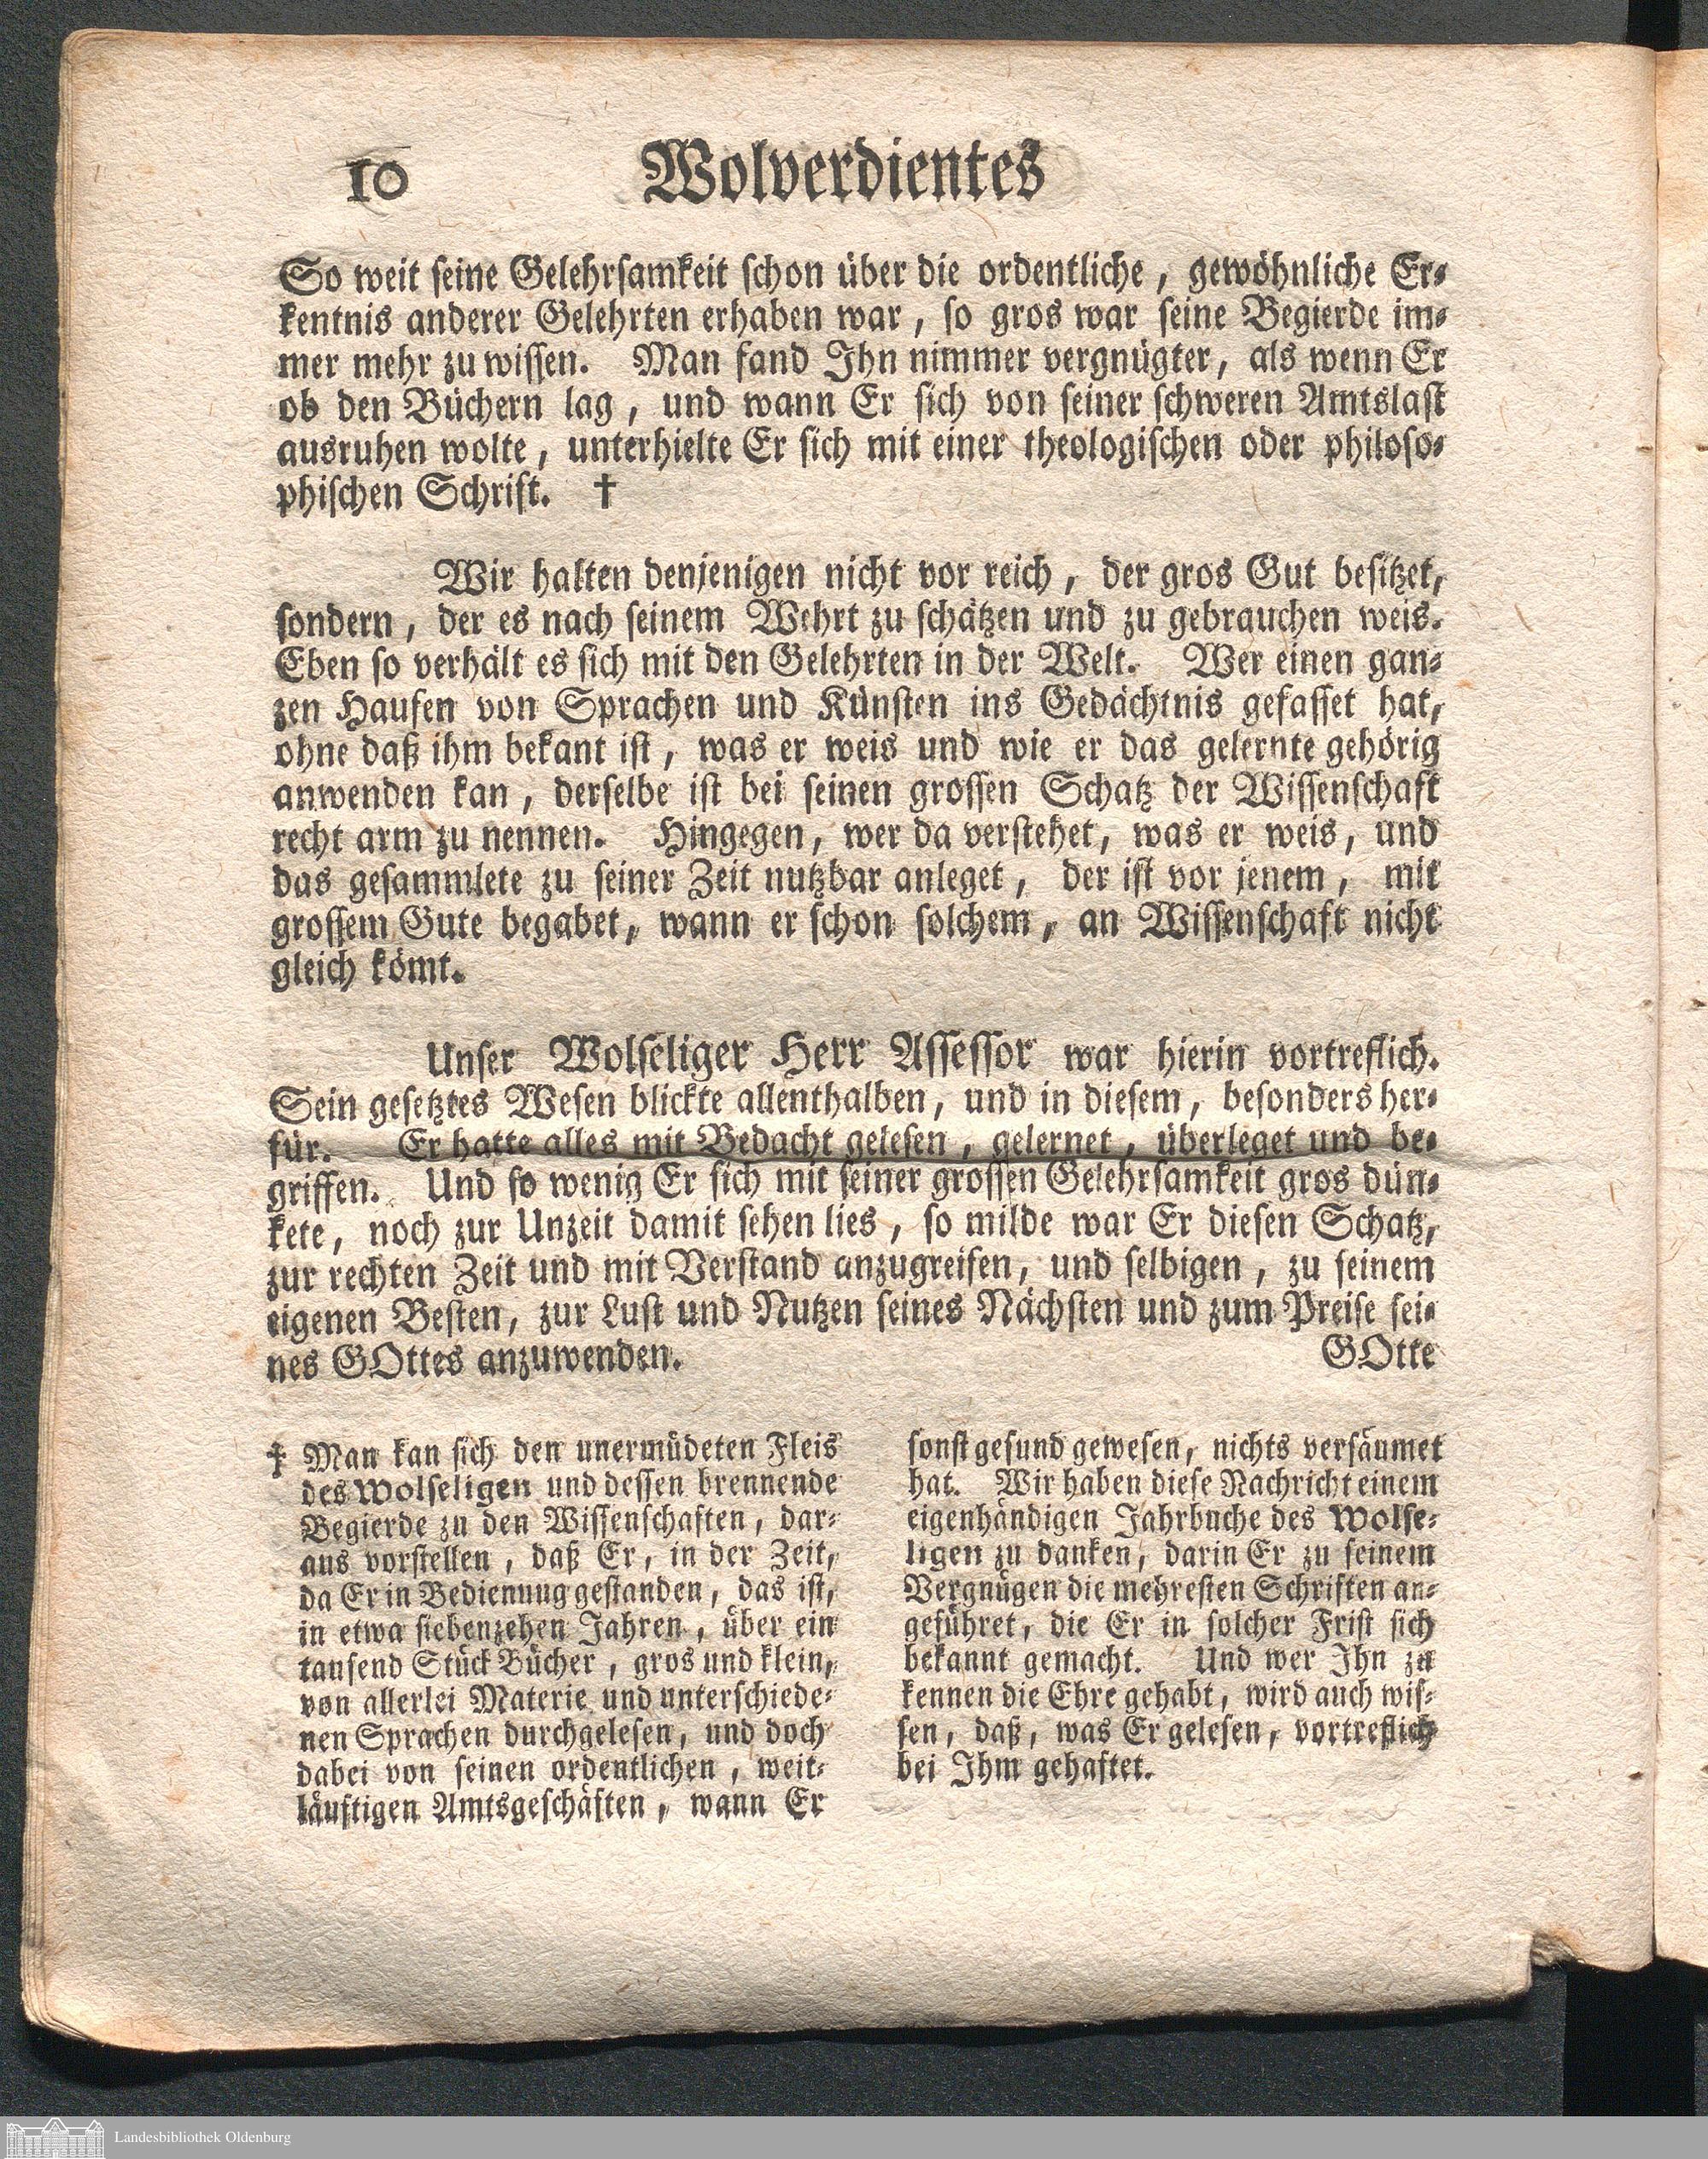 10 Wolverdientes
So weit seine Gelehrsamkeit schon über die ordentliche, gewöhnliche Er-
kentnis anderer Gelehrten erhaben war, so gros war seine Begierde im-
mer mehr zu wissen. Man fand Ihn nimmer vergnügter, als wenn Er
ob den Büchern lag, und wann Er sich von seiner schweren Amtslast
ausruhen wolte, unterhielte Er sich mit einer theologischen oder philoso-
phischen Schrift. †
Wir halten denjenigen nicht vor reich, der gros Gut besitzet,
sondern, der es nach seinem Wehrt zu schätzen und zu gebrauchen weis.
Eben so verhält es sich mit den Gelehrten in der Welt. Wer einen gan-
zen Haufen von Sprachen und Künsten ins Gedächtnis gefasset hat,
ohne daß ihm bekant ist, was er weis und wie er das gelernte gehörig
anwenden kan, derselbe ist bei seinen grossen Schatz der Wissenschaft
recht arm zu nennen. Hingegen, wer da verstehet, was er weis, und
das gesammlete zu seiner Zeit nutzbar anleget, der ist vor jenem, mit
grossem Gute begabet, wann er schon solchem, an Wissenschaft nicht
gleich kömt.
Unser Wolseliger Herr Assessor war hierin vortreflich.
Sein gesetztes Wesen blickte allenthalben, und in diesem, besonders her-
für. Er hatte alles mit Bedacht gelesen, gelernet, überleget und be-
griffen. Und so wenig Er sich mit seiner grossen Gelehrsamkeit gros dün-
kete, noch zur Unzeit damit sehen lies, so milde war Er diesen Schatz,
zur rechten Zeit und mit Verstand anzugreifen, und selbigen, zu seinem
eigenen Besten, zur Lust und Nutzen seines Nächsten und zum Preise sei-
nes GOttes anzuwenden. GOtte
† Man kan sich den unermüdeten Fleis
des Wolseligen und dessen brennende
Begierde zu den Wissenschaften, dar-
aus vorstellen, daß Er, in der Zeit,
da Er in Bedienung gestanden, das ist,
in etwa siebenzehen Jahren, über ein
tausend Stück Bücher, gros und klein,
von allerlei Materie und unterschiede-
nen Sprachen durchgelesen, und doch
dabei von seinen ordentlichen, weit-
läuftigen Amtsgeschäften, wann Er
sonst gesund gewesen, nichts versäumet
hat. Wir haben diese Nachricht einem
eigenhändigen Jahrbuche des Wolse-
ligen zu danken, darin Er zu seinem
Vergnügen die mehresten Schriften an-
geführet, die Er in solcher Frist sich
bekannt gemacht. Und wer Ihn zu
kennen die Ehre gehabt, wird auch wis-
sen, daß, was Er gelesen, vortreflich
bei Ihm gehaftet.
Landesbibliothek Oldenburg